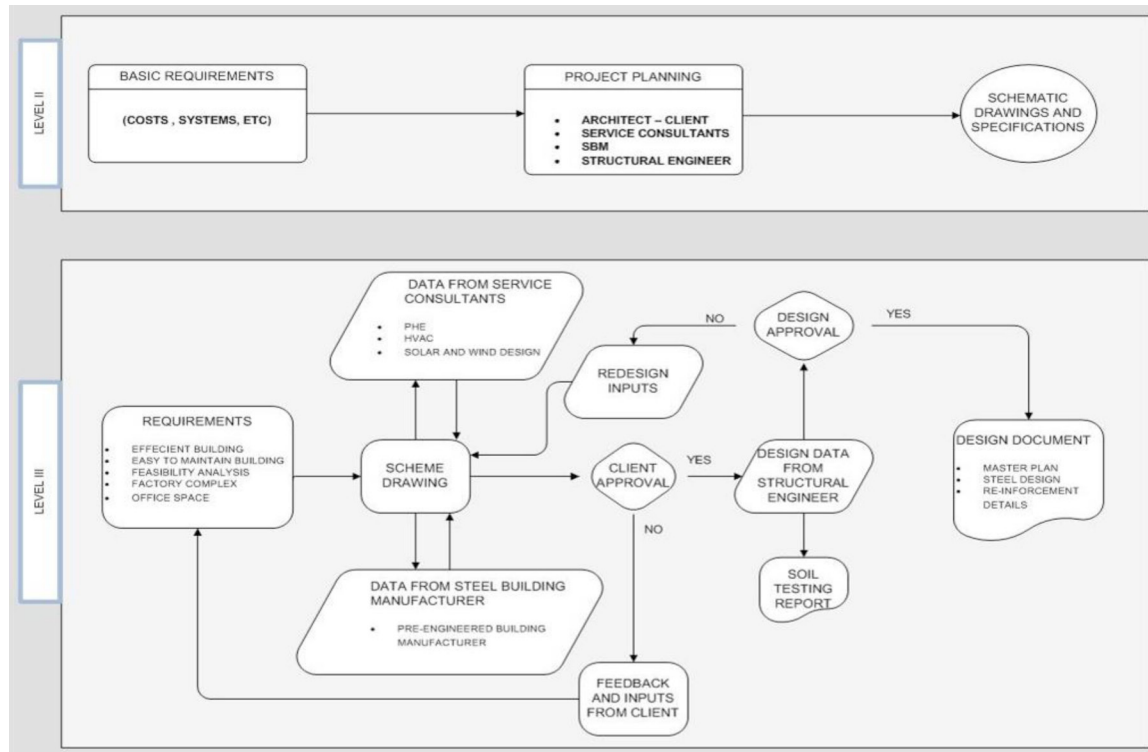 LEVEL II
BASIC REQUIREMENTS
(COSTS , SYSTEMS, ETC)
PROJECT PLANNING
• ARCHITECT – CLIENT
• SERVICE CONSULTANTS
• SBM
• STRUCTURAL ENGINEER
SCHEMATIC
DRAWINGS AND
SPECIFICATIONS
LEVEL III
DATA FROM SERVICE
CONSULTANTS
• PHE
• HVAC
• SOLAR AND WIND DESIGN
NO
DESIGN
APPROVAL
YES
REDESIGN
INPUTS
REQUIREMENTS
• EFFECIENT BUILDING
• EASY TO MAINTAIN BUILDING
• FEASIBILITY ANALYSIS
• FACTORY COMPLEX
• OFFICE SPACE
SCHEME
DRAWING
CLIENT
APPROVAL
YES
NO
DESIGN DATA
FROM
STRUCTURAL
ENGINEER
DESIGN DOCUMENT
• MASTER PLAN
• STEEL DESIGN
• RE-INFORCEMENT
DETAILS
DATA FROM STEEL BUILDING
MANUFACTURER
• PRE-ENGINEERED BUILDING
MANUFACTURER
SOIL
TESTING
REPORT
FEEDBACK
AND INPUTS
FROM CLIENT